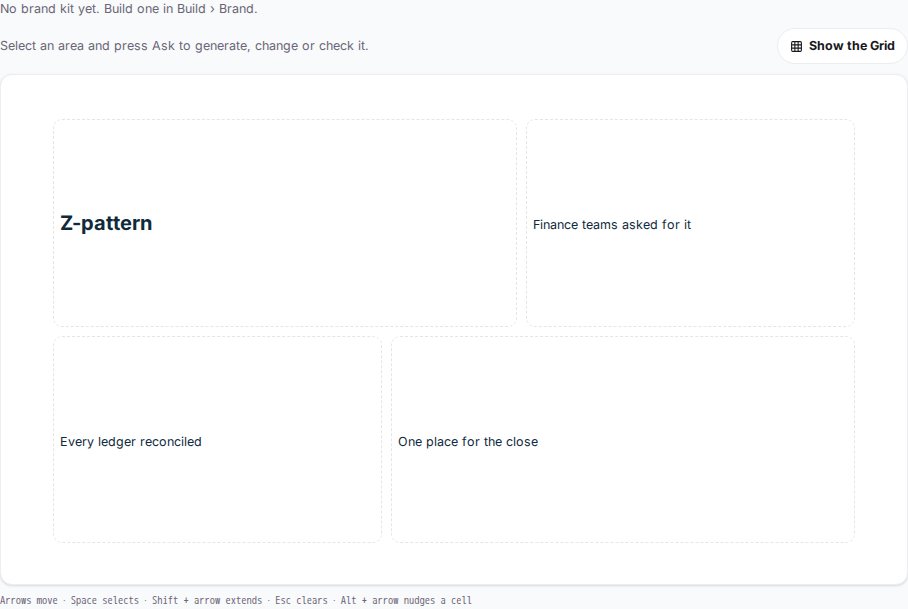 No brand kit yet. Build one in Build › Brand.
Select an area and press Ask to generate, change or check it.
Show the Grid
Z-pattern
Finance teams asked for it
Every ledger reconciled
One place for the close
Arrows move · Space selects · Shift + arrow extends · Esc clears · Alt + arrow nudges a cell